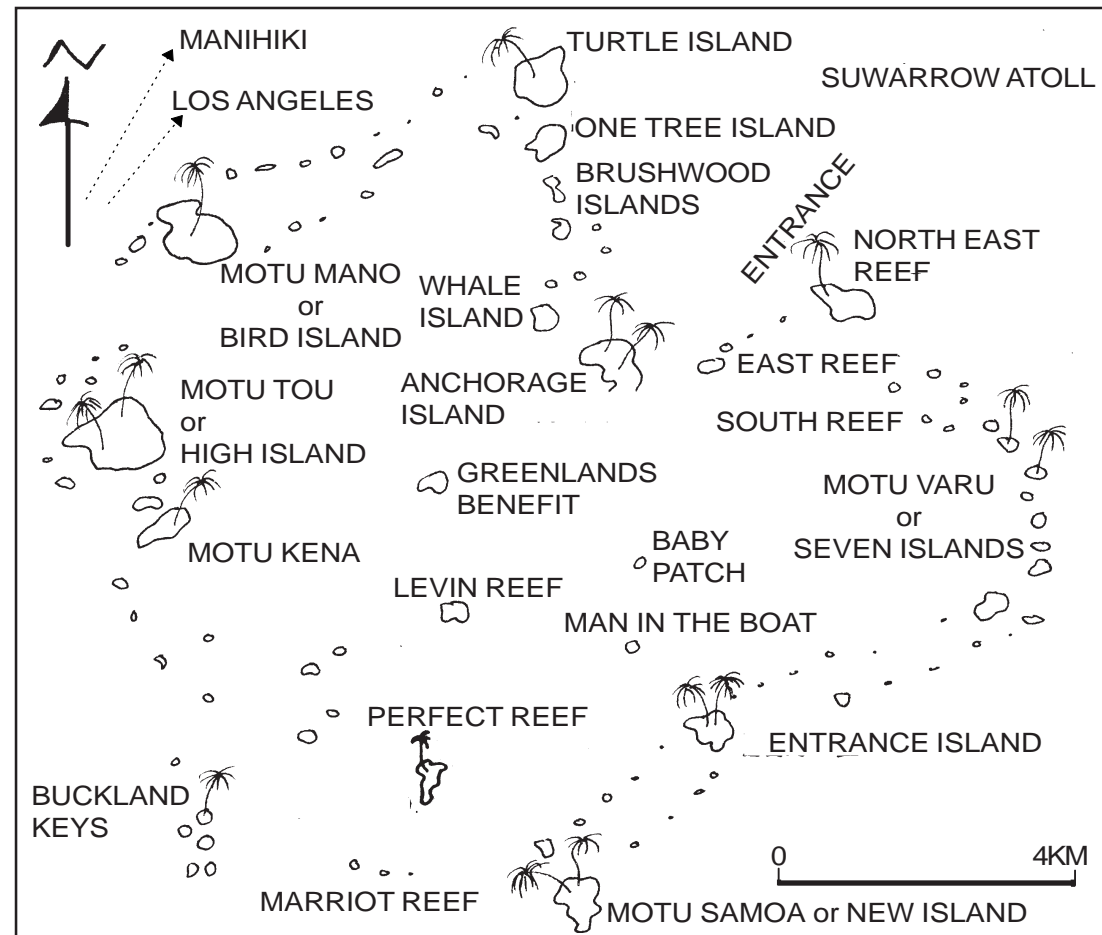 N
MANIHIKI
LOS ANGELES
TURTLE ISLAND
SUWARROW ATOLL
ONE TREE ISLAND
BRUSHWOOD
ISLANDS
ENTRANCE
NORTH EAST
REEF
MOTU MANO
or
BIRD ISLAND
WHALE
ISLAND
EAST REEF
ANCHORAGE
ISLAND
MOTU TOU
or
HIGH ISLAND
SOUTH REEF
GREENLANDS
BENEFIT
MOTU VARU
or
SEVEN ISLANDS
MOTU KENA
BABY
PATCH
LEVIN REEF
MAN IN THE BOAT
PERFECT REEF
ENTRANCE ISLAND
BUCKLAND
KEYS
0 4KM
MARRIOT REEF
MOTU SAMOA or NEW ISLAND